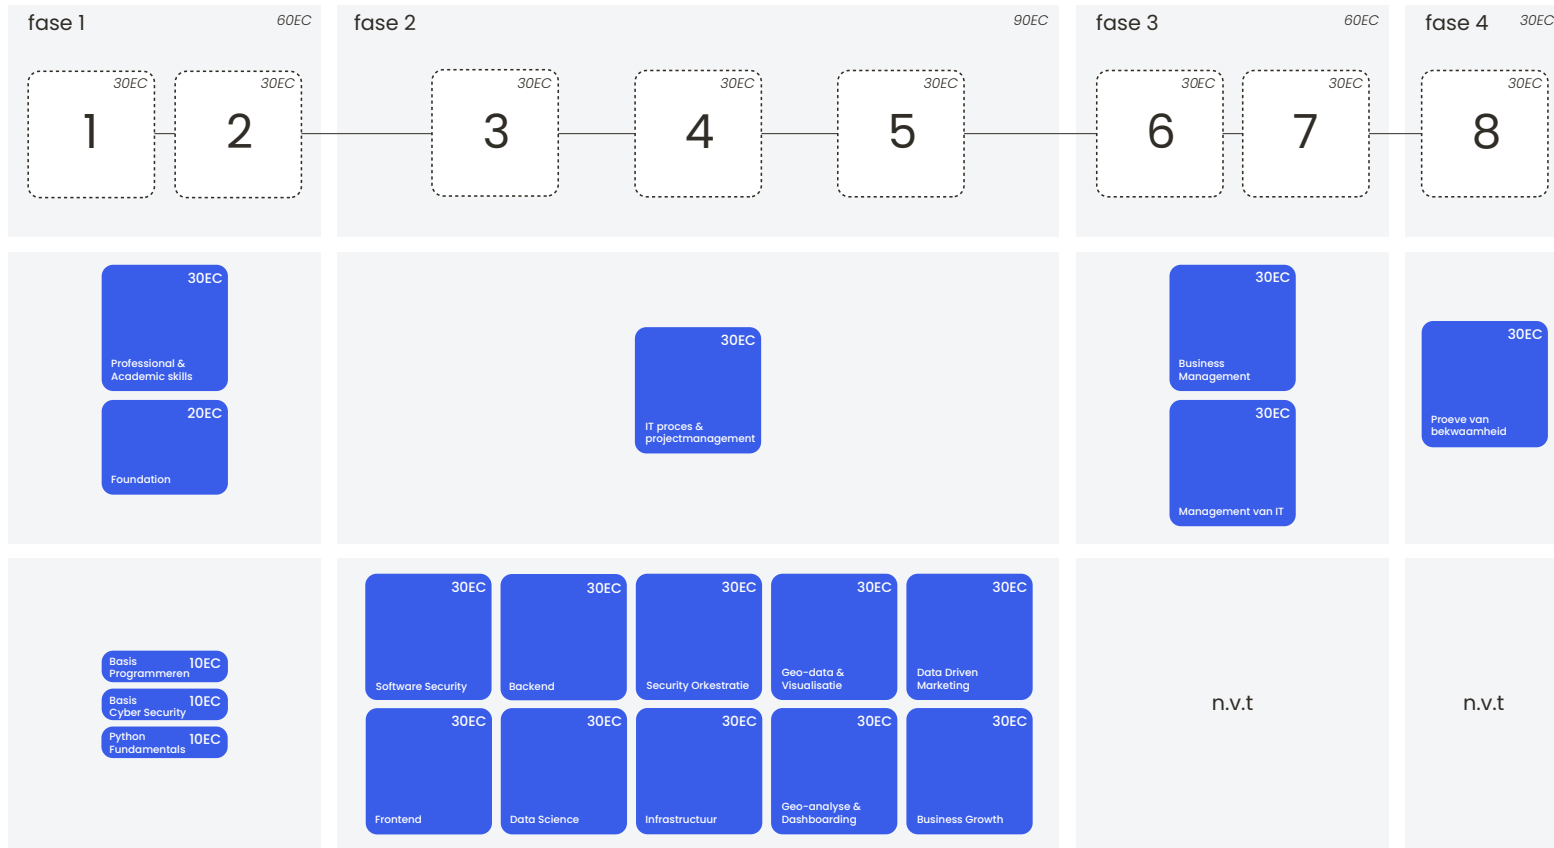 fase 1
60EC
fase 2
90EC
fase 3
60EC
fase 4
30EC
30EC
1
30EC
2
30EC
3
30EC
4
30EC
5
30EC
6
30EC
7
30EC
8
30EC
Professional &
Academic skills
20EC
Foundation
30EC
IT proces &
projectmanagement
30EC
Business
Management
30EC
Management van IT
30EC
Proeve van
bekwaamheid
Basis
Programmeren
10EC
Basis
Cyber Security
10EC
Python
Fundamentals
10EC
30EC
Software Security
30EC
Backend
30EC
Security Orkestratie
30EC
Geo-data &
Visualisatie
30EC
Data Driven
Marketing
30EC
Frontend
30EC
Data Science
30EC
Infrastructuur
30EC
Geo-analyse &
Dashboarding
30EC
Business Growth
n.v.t
n.v.t